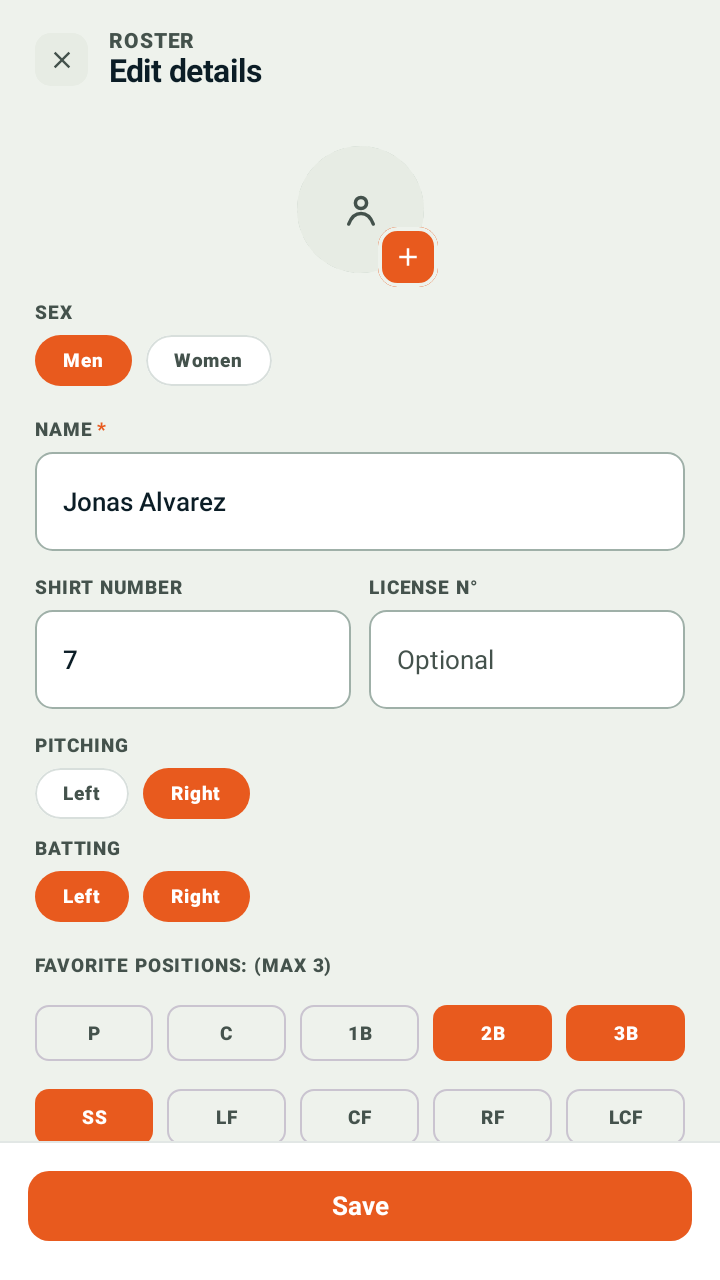 ROSTER
Edit details
SEX
Men Women
NAME *
Jonas Alvarez
SHIRT NUMBER LICENSE N°
7 Optional
PITCHING
Left Right
BATTING
Left Right
FAVORITE POSITIONS: (MAX 3)
P C 1B 2B 3B
SS LF CF RF LCF
Save